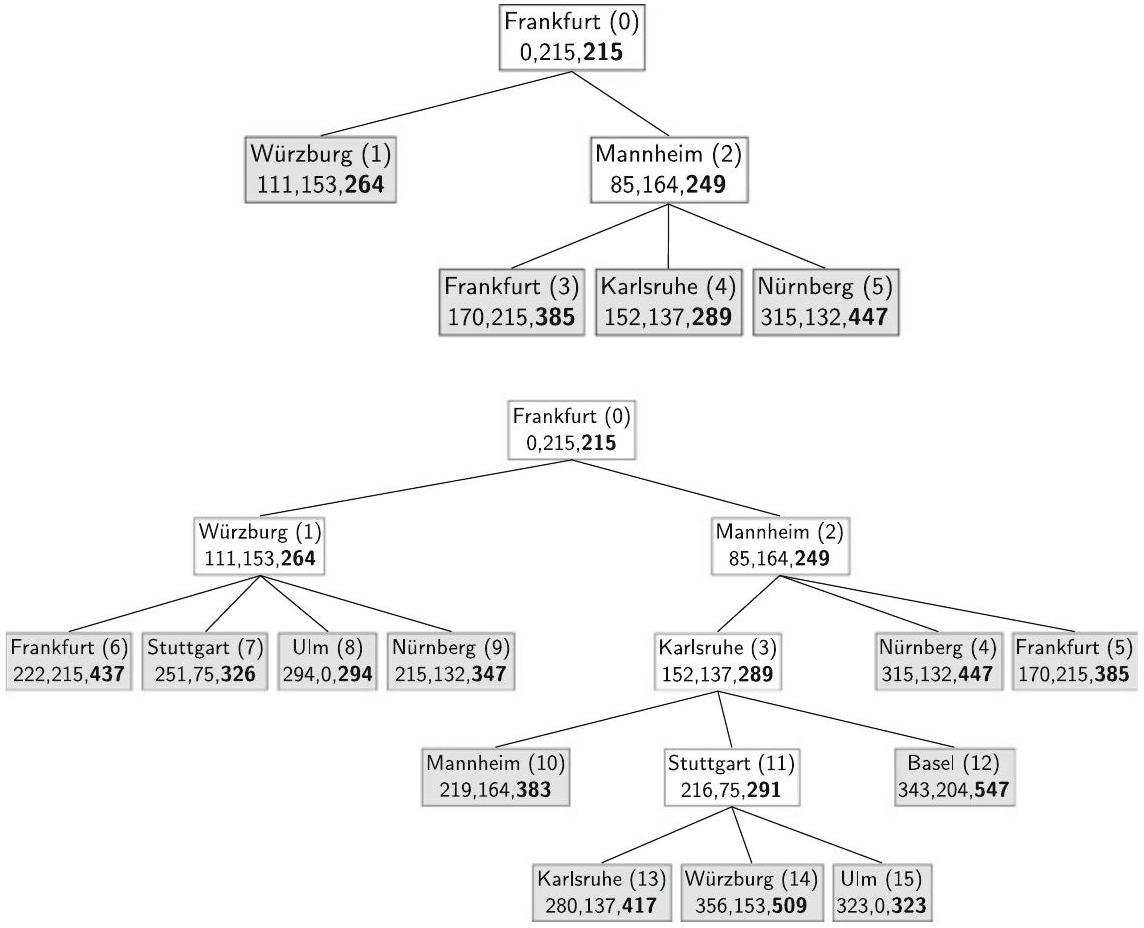 Frankfurt (0)
0,215,215
Würzburg (1)
111,153,264
Mannheim (2)
85,164,249
Frankfurt (3)
170,215,385
Karlsruhe (4)
152,137,289
Nürnberg (5)
315,132,447
Frankfurt (0)
0,215,215
Würzburg (1)
111,153,264
Mannheim (2)
85,164,249
Frankfurt (6)
222,215,437
Stuttgart (7)
251,75,326
Ulm (8)
294,0,294
Nürnberg (9)
215,132,347
Karlsruhe (3)
152,137,289
Nürnberg (4)
315,132,447
Frankfurt (5)
170,215,385
Mannheim (10)
219,164,383
Stuttgart (11)
216,75,291
Basel (12)
343,204,547
Karlsruhe (13)
280,137,417
Würzburg (14)
356,153,509
Ulm (15)
323,0,323